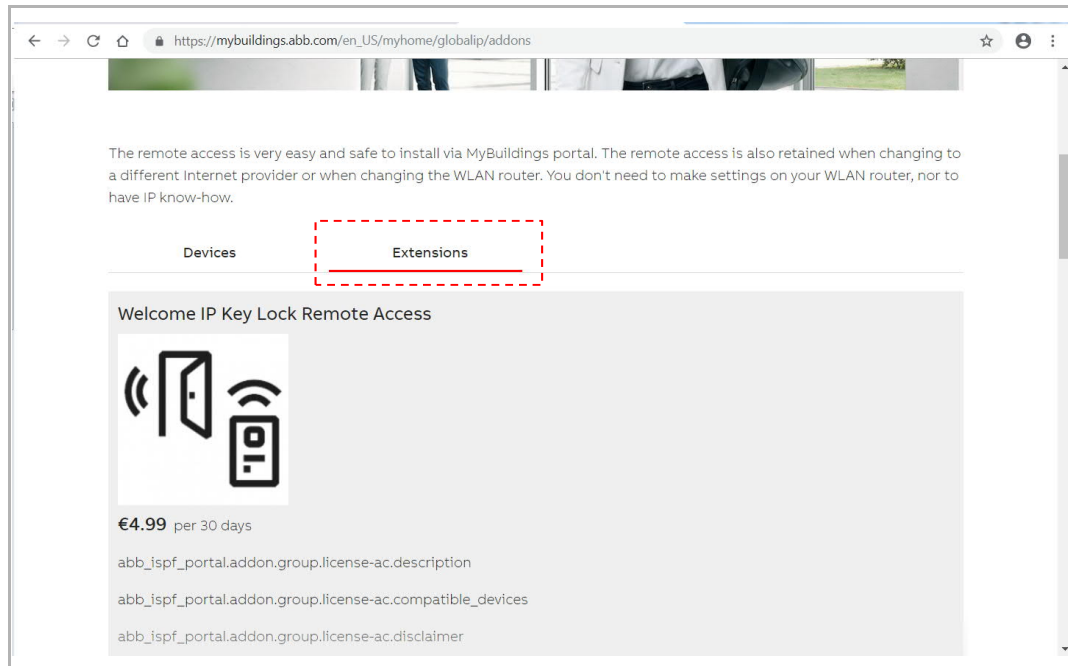 https://mybuildings.abb.com/en_US/myhome/globalip/addons
The remote access is very easy and safe to install via MyBuildings portal. The remote access is also retained when changing to
a different Internet provider or when changing the WLAN router. You don't need to make settings on your WLAN router, nor to
have IP know-how.
Devices Extensions
Welcome IP Key Lock Remote Access
€4.99 per 30 days
abb_ispf_portal.addon.group.license-ac.description
abb_ispf_portal.addon.group.license-ac.compatible_devices
abb_ispf_portal.addon.group.license-ac.disclaimer